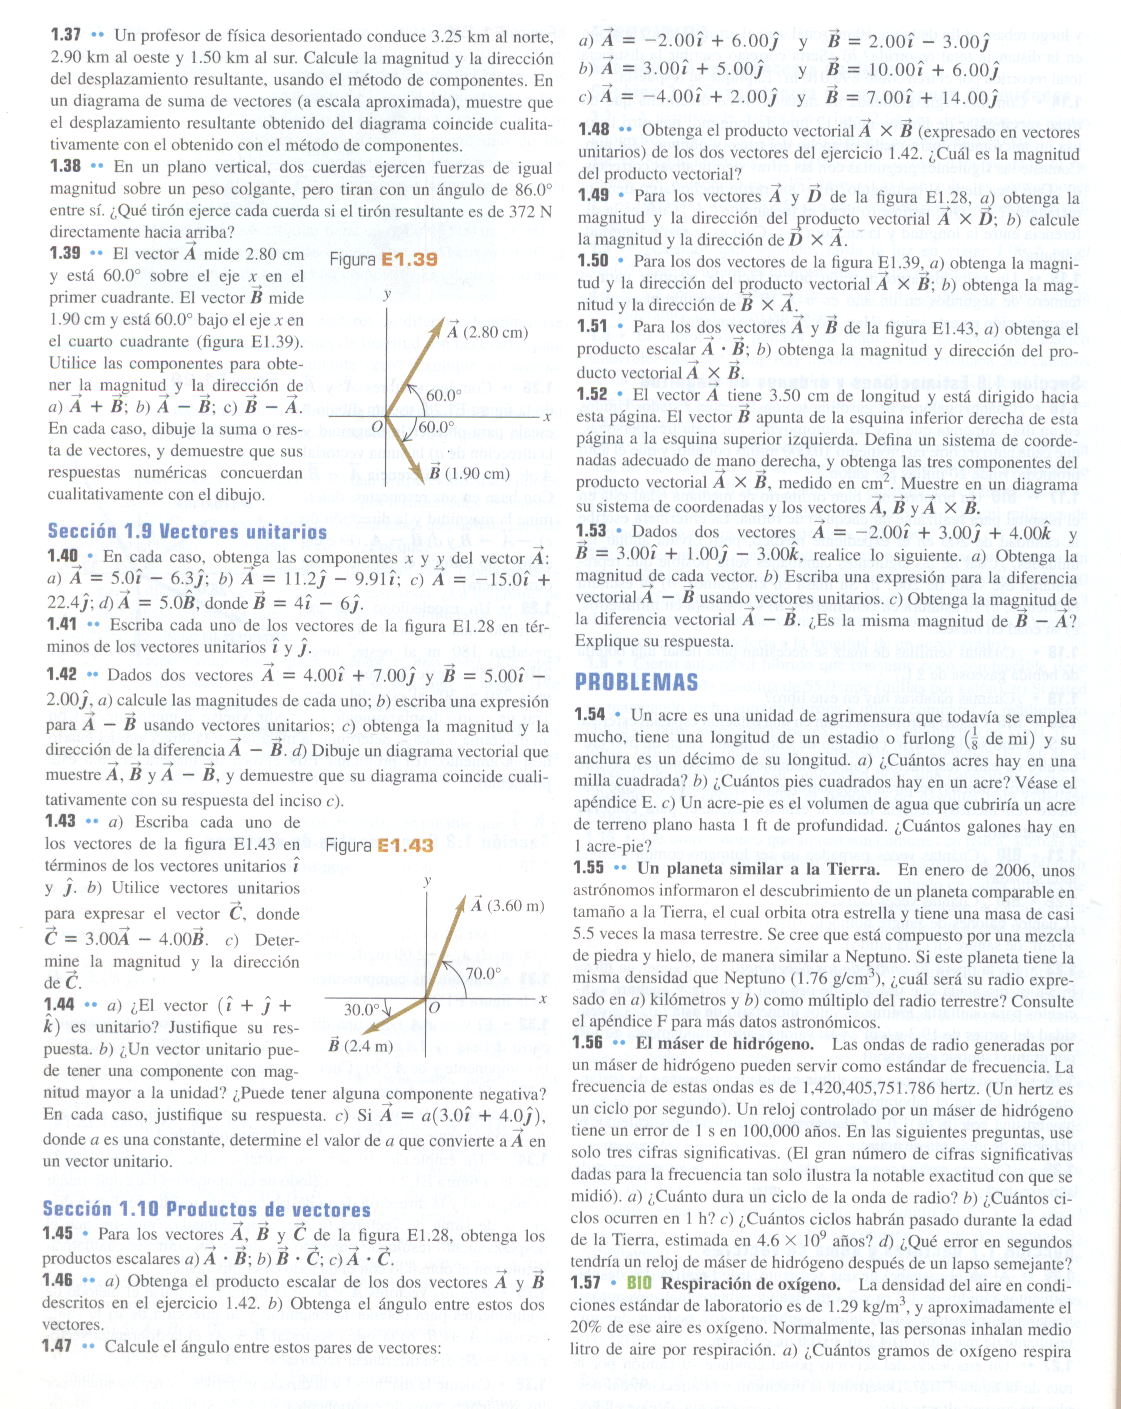 1.37 •• Un profesor de física desorientado conduce 3.25 km al norte,
2.90 km al oeste y 1.50 km al sur. Calcule la magnitud y la dirección
del desplazamiento resultante, usando el método de componentes. En
un diagrama de suma de vectores (a escala aproximada), muestre que
el desplazamiento resultante obtenido del diagrama coincide cualita-
tivamente con el obtenido con el método de componentes.
1.38 •• En un plano vertical, dos cuerdas ejercen fuerzas de igual
magnitud sobre un peso colgante, pero tiran con un ángulo de 86.0°
entre sí. ¿Qué tirón ejerce cada cuerda si el tirón resultante es de 372 N
directamente hacia arriba?
1.39 •• El vector A⃗ mide 2.80 cm
y está 60.0° sobre el eje x en el
primer cuadrante. El vector B⃗ mide
1.90 cm y está 60.0° bajo el eje x en
el cuarto cuadrante (figura E1.39).
Utilice las componentes para obte-
ner la magnitud y la dirección de
a) A⃗ + B⃗; b) A⃗ − B⃗; c) B⃗ − A⃗.
En cada caso, dibuje la suma o res-
ta de vectores, y demuestre que sus
respuestas numéricas concuerdan
cualitativamente con el dibujo.
Figura E1.39
y
A⃗ (2.80 cm)
60.0°
x
O
60.0°
B⃗ (1.90 cm)
Sección 1.9 Vectores unitarios
1.40 • En cada caso, obtenga las componentes x y y del vector A⃗:
a) A⃗ = 5.0î − 6.3ĵ; b) A⃗ = 11.2ĵ − 9.91î; c) A⃗ = −15.0î +
22.4ĵ; d) A⃗ = 5.0B⃗, donde B⃗ = 4î − 6ĵ.
1.41 •• Escriba cada uno de los vectores de la figura E1.28 en tér-
minos de los vectores unitarios î y ĵ.
1.42 •• Dados dos vectores A⃗ = 4.00î + 7.00ĵ y B⃗ = 5.00î −
2.00ĵ, a) calcule las magnitudes de cada uno; b) escriba una expresión
para A⃗ − B⃗ usando vectores unitarios; c) obtenga la magnitud y la
dirección de la diferencia A⃗ − B⃗. d) Dibuje un diagrama vectorial que
muestre A⃗, B⃗ y A⃗ − B⃗, y demuestre que su diagrama coincide cuali-
tativamente con su respuesta del inciso c).
1.43 •• a) Escriba cada uno de
los vectores de la figura E1.43 en
términos de los vectores unitarios î
y ĵ. b) Utilice vectores unitarios
para expresar el vector C⃗, donde
C⃗ = 3.00A⃗ − 4.00B⃗. c) Deter-
mine la magnitud y la dirección
de C⃗.
Figura E1.43
y
A⃗ (3.60 m)
70.0°
30.0°
x
O
B⃗ (2.4 m)
1.44 •• a) ¿El vector (î + ĵ +
k̂) es unitario? Justifique su res-
puesta. b) ¿Un vector unitario pue-
de tener una componente con mag-
nitud mayor a la unidad? ¿Puede tener alguna componente negativa?
En cada caso, justifique su respuesta. c) Si A⃗ = a(3.0î + 4.0ĵ),
donde a es una constante, determine el valor de a que convierte a A⃗ en
un vector unitario.
Sección 1.10 Productos de vectores
1.45 • Para los vectores A⃗, B⃗ y C⃗ de la figura E1.28, obtenga los
productos escalares a) A⃗ · B⃗; b) B⃗ · C⃗; c) A⃗ · C⃗.
1.46 •• a) Obtenga el producto escalar de los dos vectores A⃗ y B⃗
descritos en el ejercicio 1.42. b) Obtenga el ángulo entre estos dos
vectores.
1.47 •• Calcule el ángulo entre estos pares de vectores:
a) A⃗ = −2.00î + 6.00ĵ y B⃗ = 2.00î − 3.00ĵ
b) A⃗ = 3.00î + 5.00ĵ y B⃗ = 10.00î + 6.00ĵ
c) A⃗ = −4.00î + 2.00ĵ y B⃗ = 7.00î + 14.00ĵ
1.48 •• Obtenga el producto vectorial A⃗ × B⃗ (expresado en vectores
unitarios) de los dos vectores del ejercicio 1.42. ¿Cuál es la magnitud
del producto vectorial?
1.49 • Para los vectores A⃗ y D⃗ de la figura E1.28, a) obtenga la
magnitud y la dirección del producto vectorial A⃗ × D⃗; b) calcule
la magnitud y la dirección de D⃗ × A⃗.
1.50 • Para los dos vectores de la figura E1.39, a) obtenga la magni-
tud y la dirección del producto vectorial A⃗ × B⃗; b) obtenga la mag-
nitud y la dirección de B⃗ × A⃗.
1.51 • Para los dos vectores A⃗ y B⃗ de la figura E1.43, a) obtenga el
producto escalar A⃗ · B⃗; b) obtenga la magnitud y dirección del pro-
ducto vectorial A⃗ × B⃗.
1.52 • El vector A⃗ tiene 3.50 cm de longitud y está dirigido hacia
esta página. El vector B⃗ apunta de la esquina inferior derecha de esta
página a la esquina superior izquierda. Defina un sistema de coorde-
nadas adecuado de mano derecha, y obtenga las tres componentes del
producto vectorial A⃗ × B⃗, medido en cm². Muestre en un diagrama
su sistema de coordenadas y los vectores A⃗, B⃗ y A⃗ × B⃗.
1.53 • Dados dos vectores A⃗ = −2.00î + 3.00ĵ + 4.00k̂ y
B⃗ = 3.00î + 1.00ĵ − 3.00k̂, realice lo siguiente. a) Obtenga la
magnitud de cada vector. b) Escriba una expresión para la diferencia
vectorial A⃗ − B⃗ usando vectores unitarios. c) Obtenga la magnitud de
la diferencia vectorial A⃗ − B⃗. ¿Es la misma magnitud de B⃗ − A⃗?
Explique su respuesta.
PROBLEMAS
1.54 • Un acre es una unidad de agrimensura que todavía se emplea
mucho, tiene una longitud de un estadio o furlong (1/8 de mi) y su
anchura es un décimo de su longitud. a) ¿Cuántos acres hay en una
milla cuadrada? b) ¿Cuántos pies cuadrados hay en un acre? Véase el
apéndice E. c) Un acre-pie es el volumen de agua que cubriría un acre
de terreno plano hasta 1 ft de profundidad. ¿Cuántos galones hay en
1 acre-pie?
1.55 •• Un planeta similar a la Tierra. En enero de 2006, unos
astrónomos informaron el descubrimiento de un planeta comparable en
tamaño a la Tierra, el cual orbita otra estrella y tiene una masa de casi
5.5 veces la masa terrestre. Se cree que está compuesto por una mezcla
de piedra y hielo, de manera similar a Neptuno. Si este planeta tiene la
misma densidad que Neptuno (1.76 g/cm³), ¿cuál será su radio expre-
sado en a) kilómetros y b) como múltiplo del radio terrestre? Consulte
el apéndice F para más datos astronómicos.
1.56 •• El máser de hidrógeno. Las ondas de radio generadas por
un máser de hidrógeno pueden servir como estándar de frecuencia. La
frecuencia de estas ondas es de 1,420,405,751.786 hertz. (Un hertz es
un ciclo por segundo). Un reloj controlado por un máser de hidrógeno
tiene un error de 1 s en 100,000 años. En las siguientes preguntas, use
solo tres cifras significativas. (El gran número de cifras significativas
dadas para la frecuencia tan solo ilustra la notable exactitud con que se
midió). a) ¿Cuánto dura un ciclo de la onda de radio? b) ¿Cuántos ci-
clos ocurren en 1 h? c) ¿Cuántos ciclos habrán pasado durante la edad
de la Tierra, estimada en 4.6 × 10⁹ años? d) ¿Qué error en segundos
tendría un reloj de máser de hidrógeno después de un lapso semejante?
1.57 • BIO Respiración de oxígeno. La densidad del aire en condi-
ciones estándar de laboratorio es de 1.29 kg/m³, y aproximadamente el
20% de ese aire es oxígeno. Normalmente, las personas inhalan medio
litro de aire por respiración. a) ¿Cuántos gramos de oxígeno respira